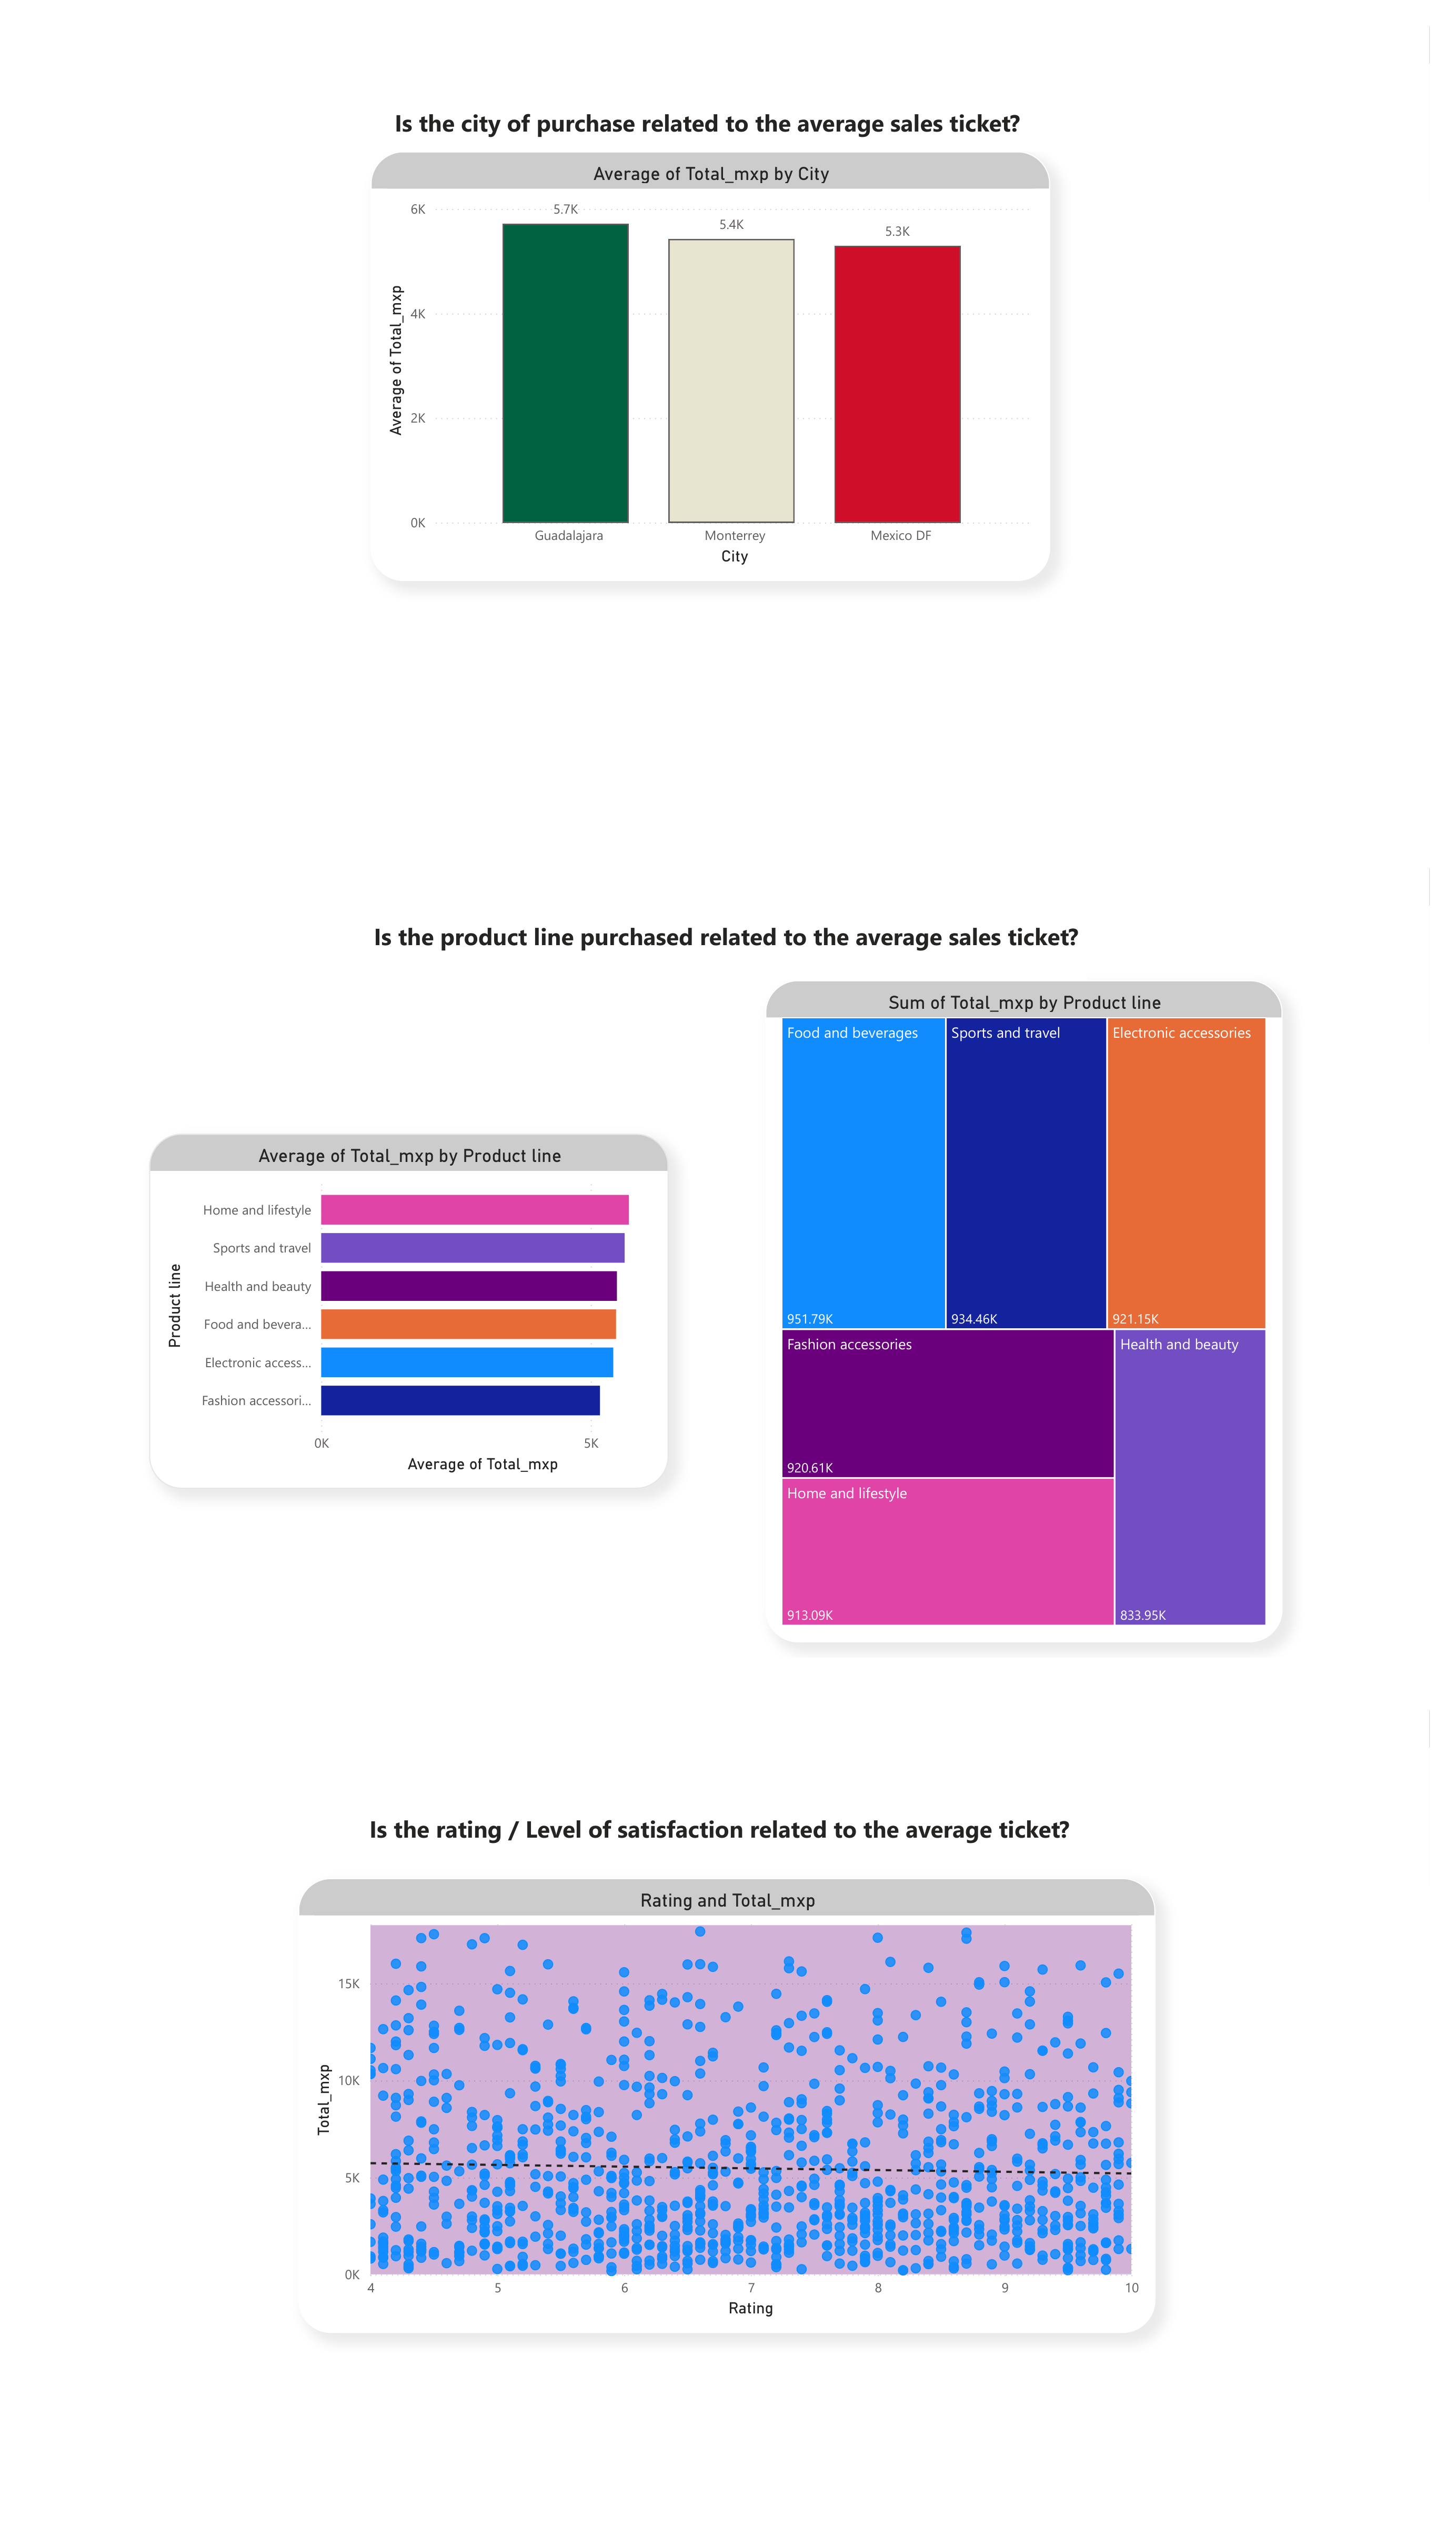 Is the city of purchase related to the average sales ticket?
Average of Total_mxp by City
Average of Total_mxp
6K
4K
2K
0K
5.7K
5.4K
5.3K
Guadalajara
Monterrey
Mexico DF
City
Is the product line purchased related to the average sales ticket?
Average of Total_mxp by Product line
Product line
Home and lifestyle
Sports and travel
Health and beauty
Food and bevera...
Electronic access...
Fashion accessori...
0K
5K
Average of Total_mxp
Sum of Total_mxp by Product line
Food and beverages
951.79K
Sports and travel
934.46K
Electronic accessories
921.15K
Fashion accessories
920.61K
Home and lifestyle
913.09K
Health and beauty
833.95K
Is the rating / Level of satisfaction related to the average ticket?
Rating and Total_mxp
Total_mxp
15K
10K
5K
0K
4
5
6
7
8
9
10
Rating